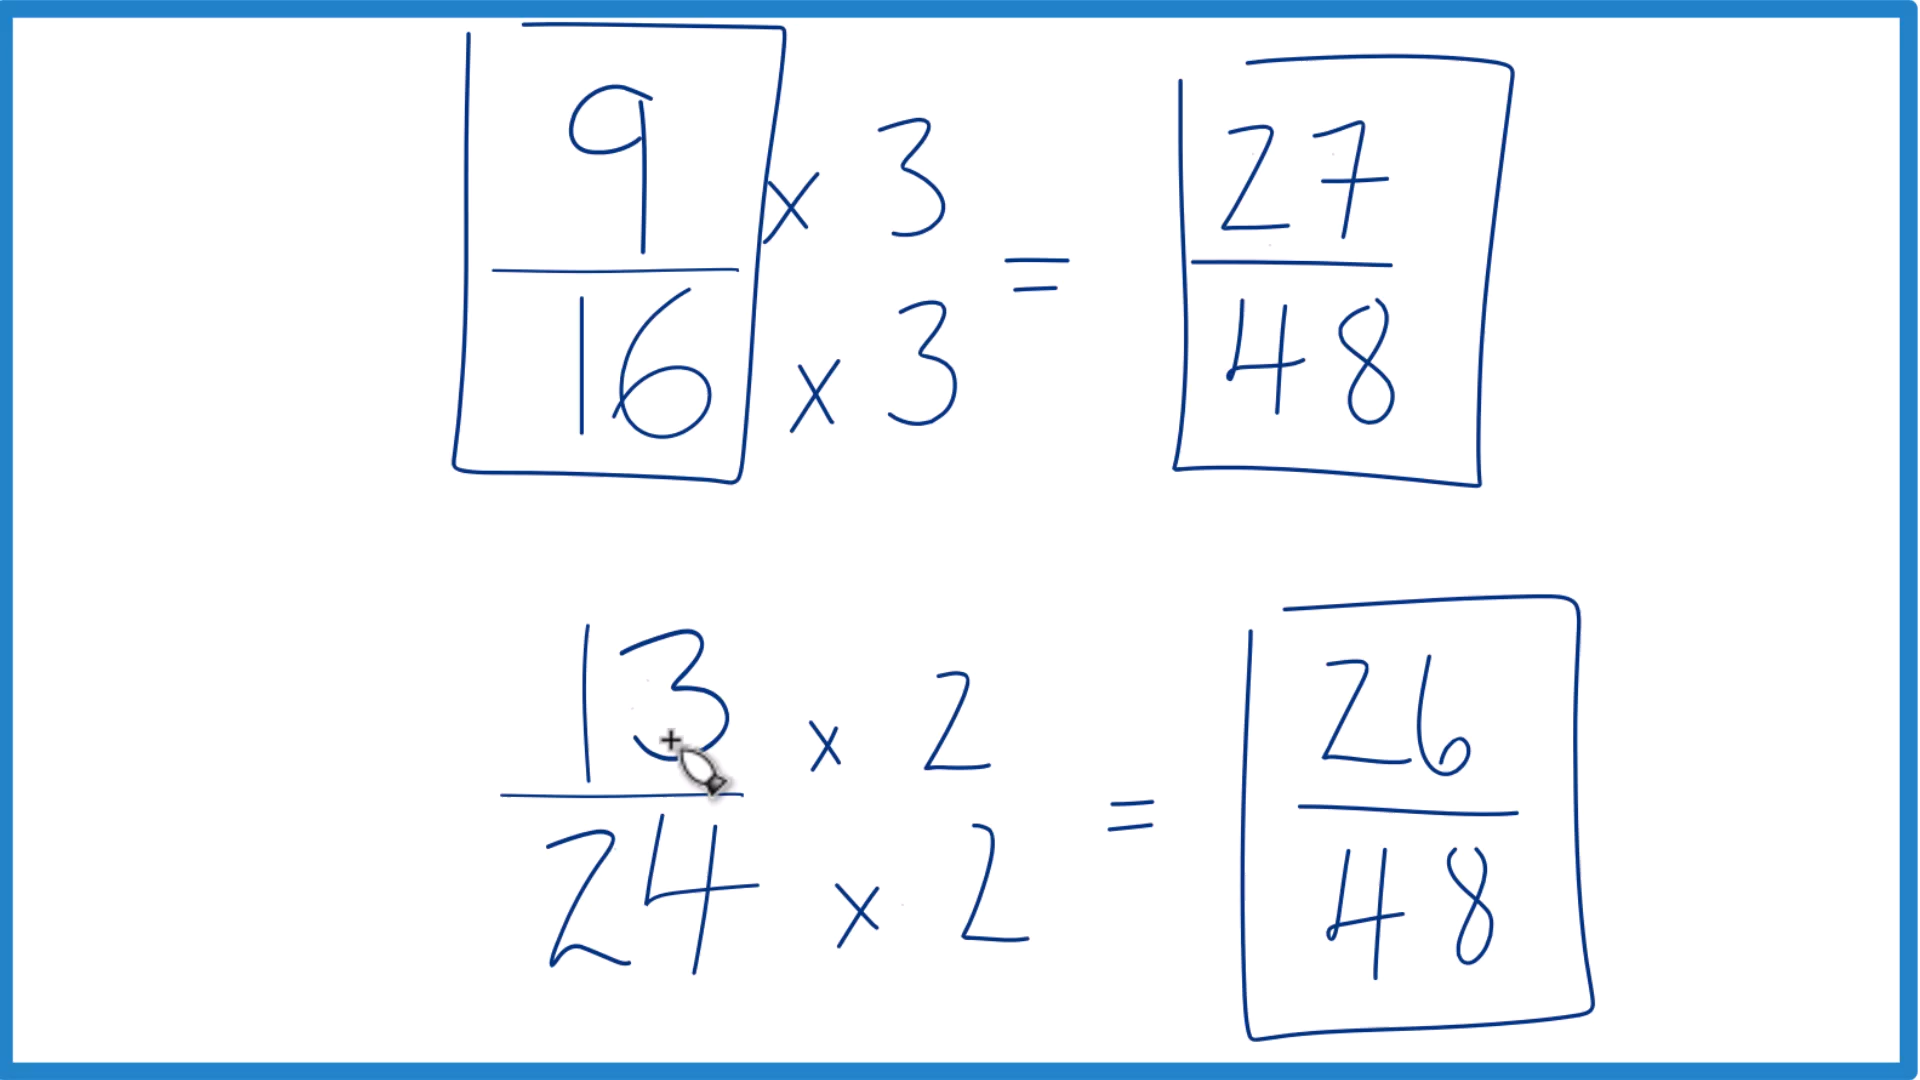 9 x 3 = 27
16 x 3 48
13 x 2 = 26
24 x 2 48